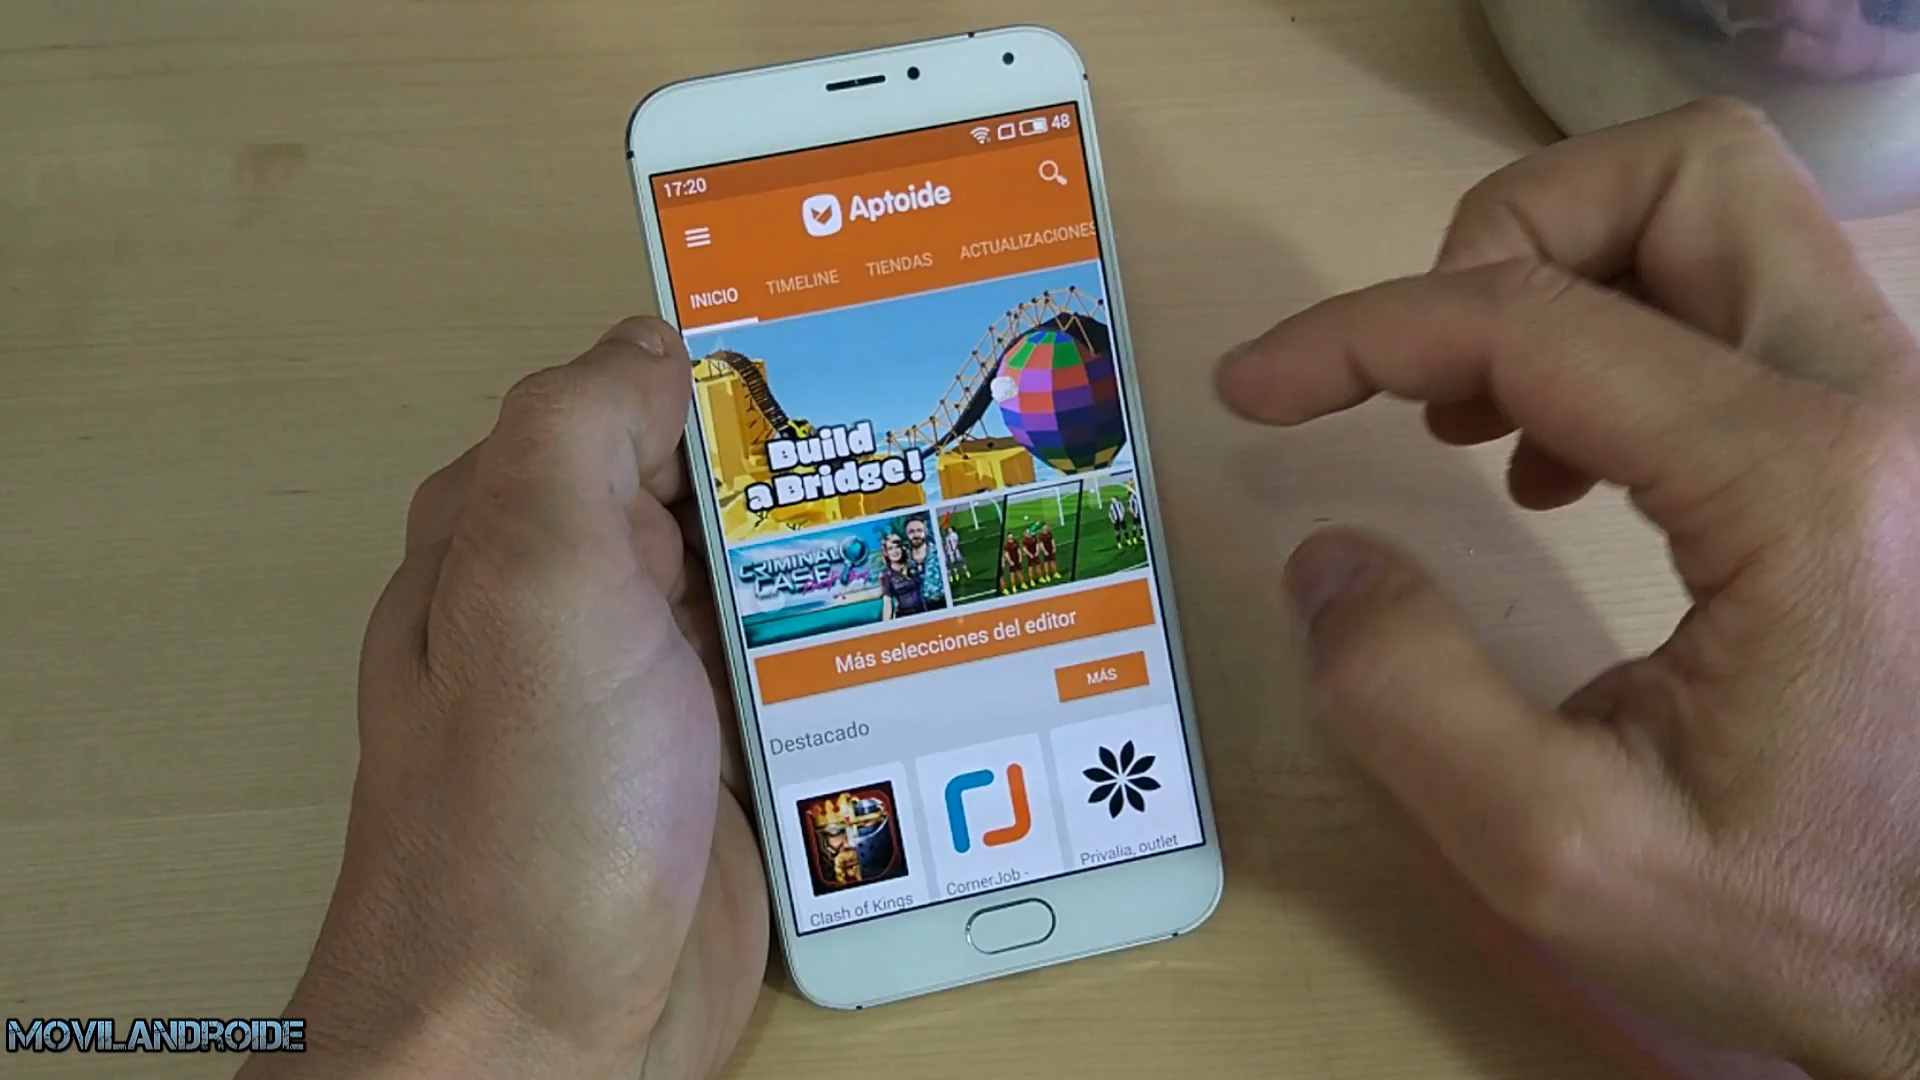 48
17:20
Aptoide
INICIO TIMELINE TIENDAS ACTUALIZACIONES
Build
a Bridge!
CRIMINAL
CASE
Más selecciones del editor
MÁS
Destacado
Clash of Kings
CornerJob -
Privalia, outlet
MOVILANDROIDE